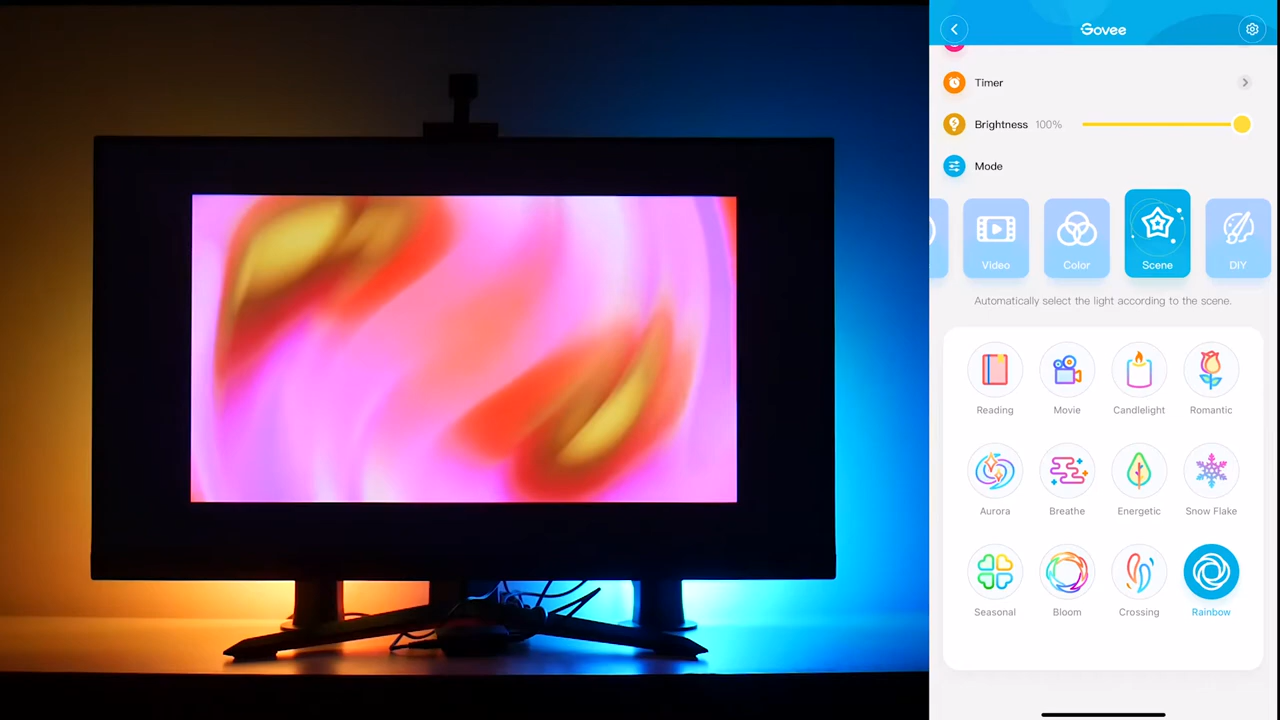 Govee
Timer
Brightness 100%
Mode
Video Color Scene DIY
Automatically select the light according to the scene.
Reading Movie Candlelight Romantic
Aurora Breathe Energetic Snow Flake
Seasonal Bloom Crossing Rainbow